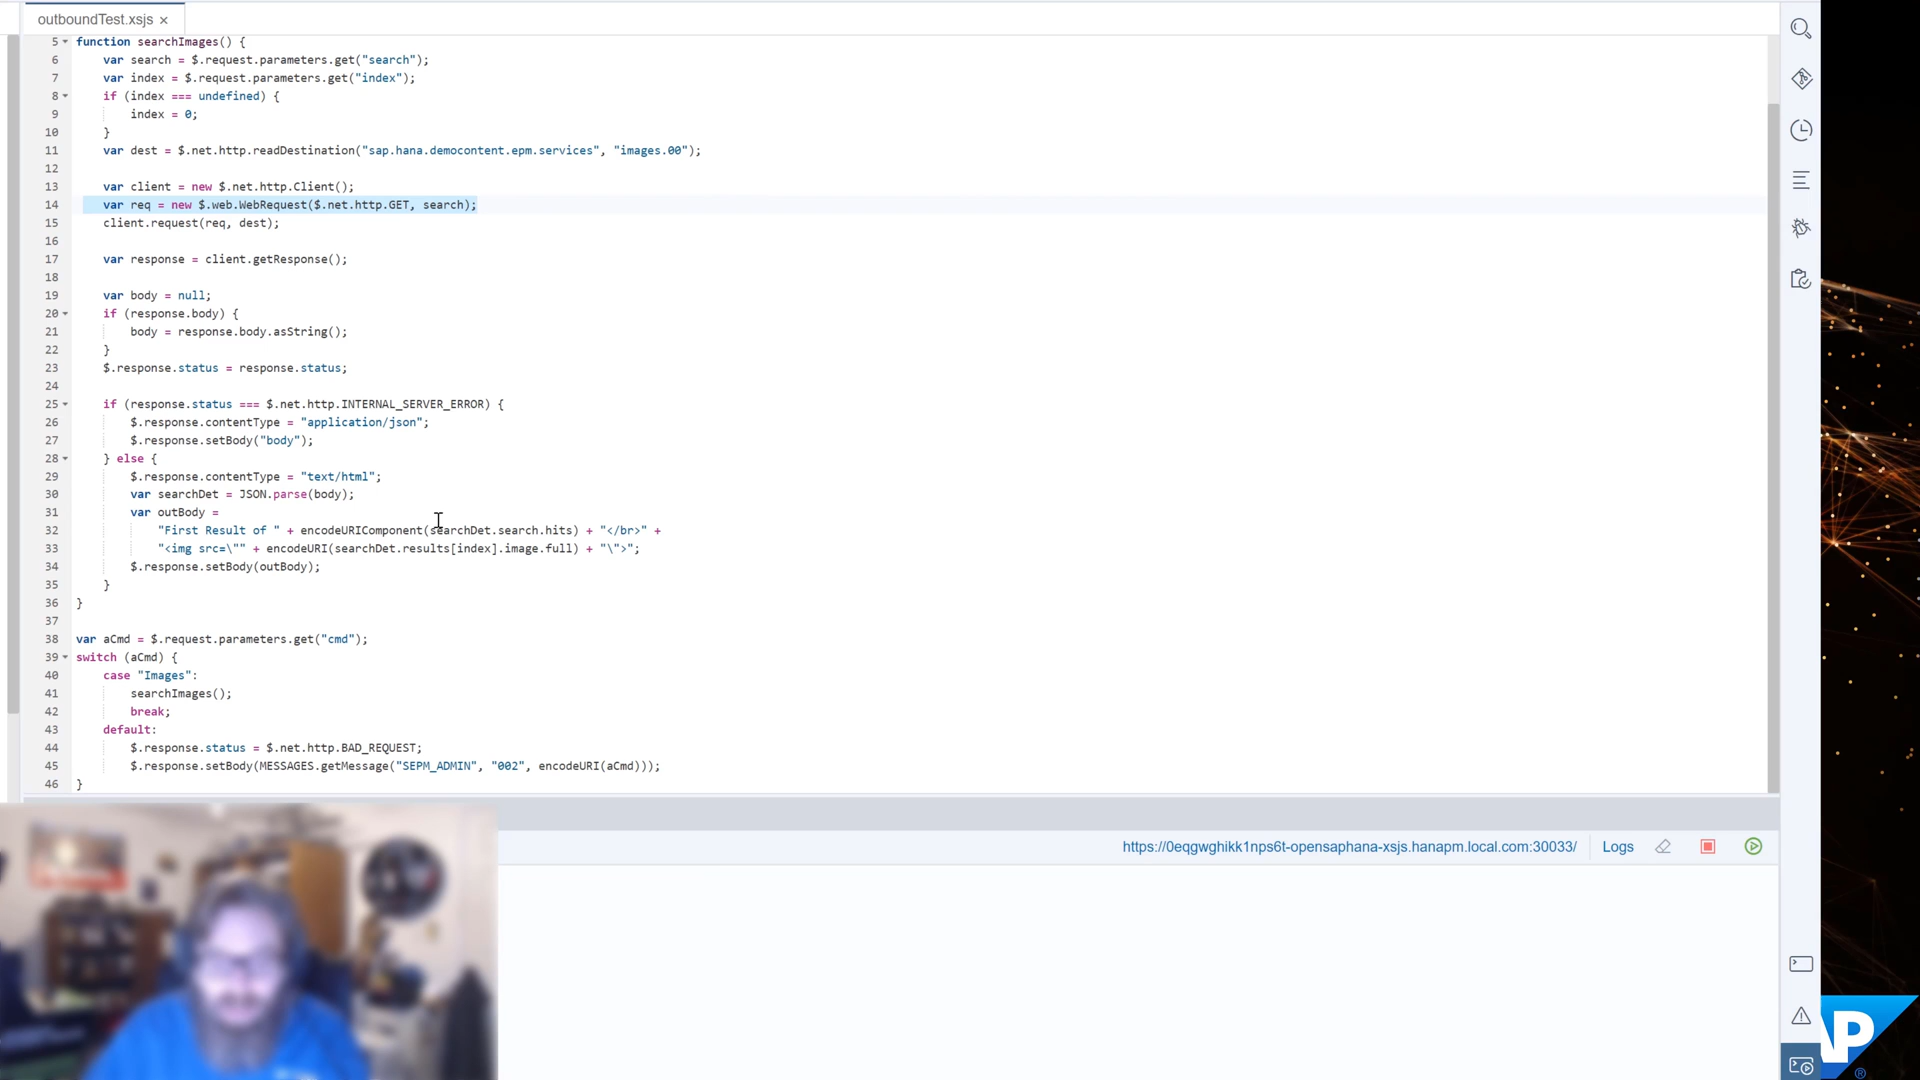 outboundTest.xsjs ×
5 function searchImages() {
6 var search = $.request.parameters.get("search");
7 var index = $.request.parameters.get("index");
8 if (index === undefined) {
9 index = 0;
10 }
11 var dest = $.net.http.readDestination("sap.hana.democontent.epm.services", "images.00");
12
13 var client = new $.net.http.Client();
14 var req = new $.web.WebRequest($.net.http.GET, search);
15 client.request(req, dest);
16
17 var response = client.getResponse();
18
19 var body = null;
20 if (response.body) {
21 body = response.body.asString();
22 }
23 $.response.status = response.status;
24
25 if (response.status === $.net.http.INTERNAL_SERVER_ERROR) {
26 $.response.contentType = "application/json";
27 $.response.setBody("body");
28 } else {
29 $.response.contentType = "text/html";
30 var searchDet = JSON.parse(body);
31 var outBody =
32 "First Result of " + encodeURIComponent(searchDet.search.hits) + "</br>" +
33 "<img src=\"" + encodeURI(searchDet.results[index].image.full) + "\">";
34 $.response.setBody(outBody);
35 }
36 }
37
38 var aCmd = $.request.parameters.get("cmd");
39 switch (aCmd) {
40 case "Images":
41 searchImages();
42 break;
43 default:
44 $.response.status = $.net.http.BAD_REQUEST;
45 $.response.setBody(MESSAGES.getMessage("SEPM_ADMIN", "002", encodeURI(aCmd)));
46 }
https://0eqgwghikk1nps6t-opensaphana-xsjs.hanapm.local.com:30033/ Logs
AP ®